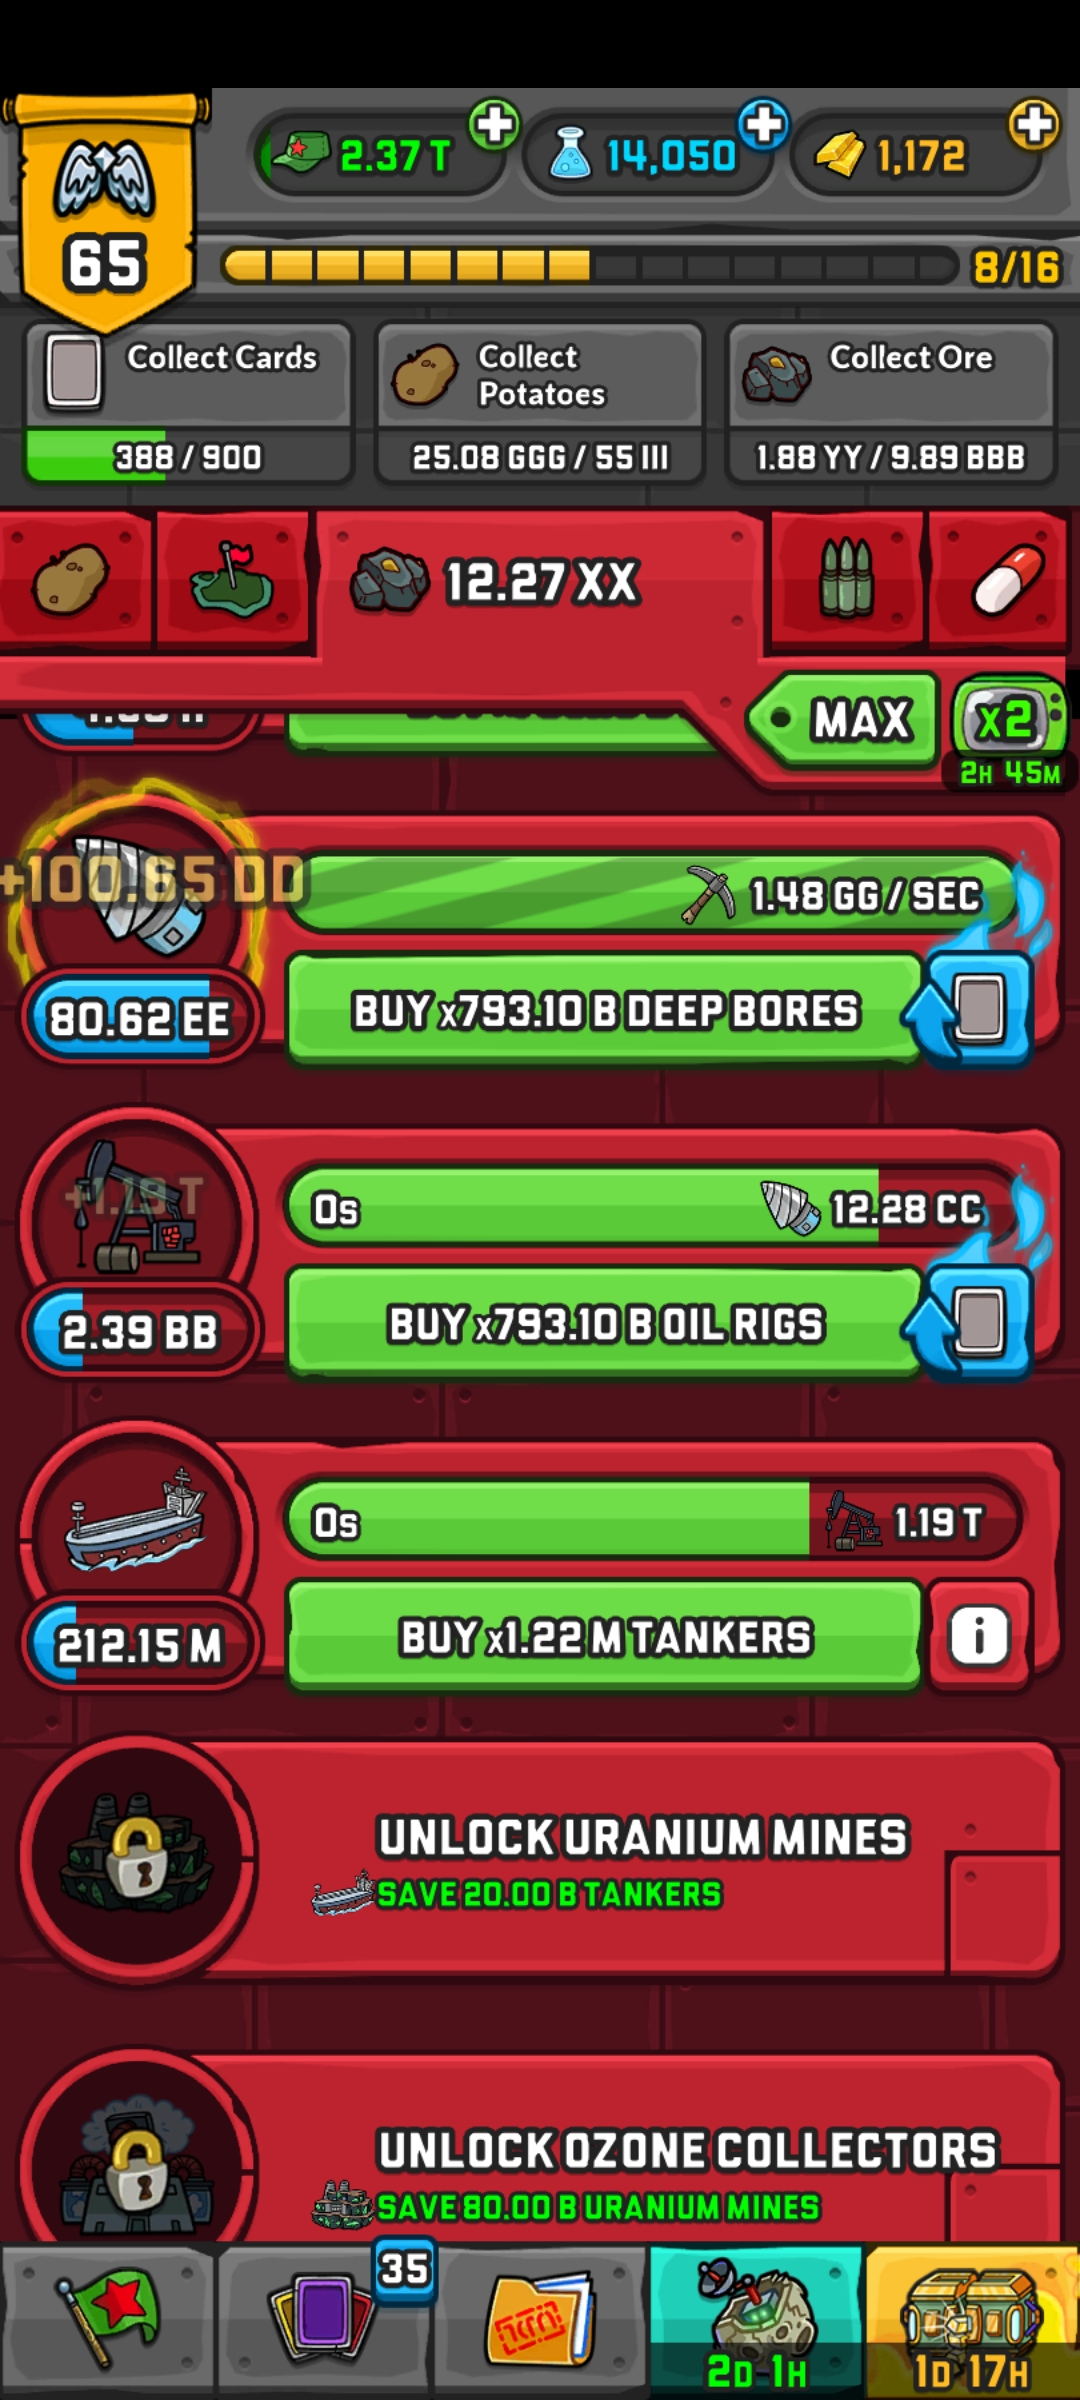 2.37 T
14,050
1,172
65
8/16
Collect Cards
388 / 900
Collect
Potatoes
25.08 GGG / 55 III
Collect Ore
1.88 YY / 9.89 BBB
12.27 XX
MAX
x2
2H 45M
+100.65 DD
1.48 GG / SEC
80.62 EE
BUY x793.10 B DEEP BORES
+1.19 T
0s
12.28 CC
2.39 BB
BUY x793.10 B OIL RIGS
0s
1.19 T
212.15 M
BUY x1.22 M TANKERS
i
UNLOCK URANIUM MINES
SAVE 20.00 B TANKERS
UNLOCK OZONE COLLECTORS
SAVE 80.00 B URANIUM MINES
35
2D 1H
1D 17H